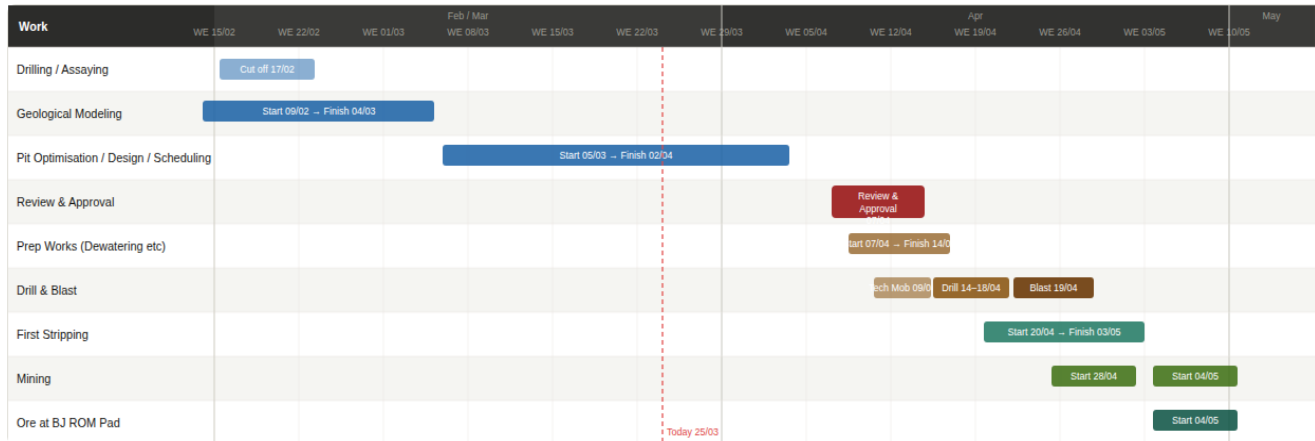 Work
Feb / Mar
Apr
May
WE 15/02
WE 22/02
WE 01/03
WE 08/03
WE 15/03
WE 22/03
WE 29/03
WE 05/04
WE 12/04
WE 19/04
WE 26/04
WE 03/05
WE 10/05
Drilling / Assaying
Cut off 17/02
Geological Modeling
Start 09/02 → Finish 04/03
Pit Optimisation / Design / Scheduling
Start 05/03 → Finish 02/04
Review & Approval
Review &
Approval
Prep Works (Dewatering etc)
tart 07/04 → Finish 14/0
Drill & Blast
ech Mob 09/0
Drill 14–18/04
Blast 19/04
First Stripping
Start 20/04 → Finish 03/05
Mining
Start 28/04
Start 04/05
Ore at BJ ROM Pad
Start 04/05
Today 25/03